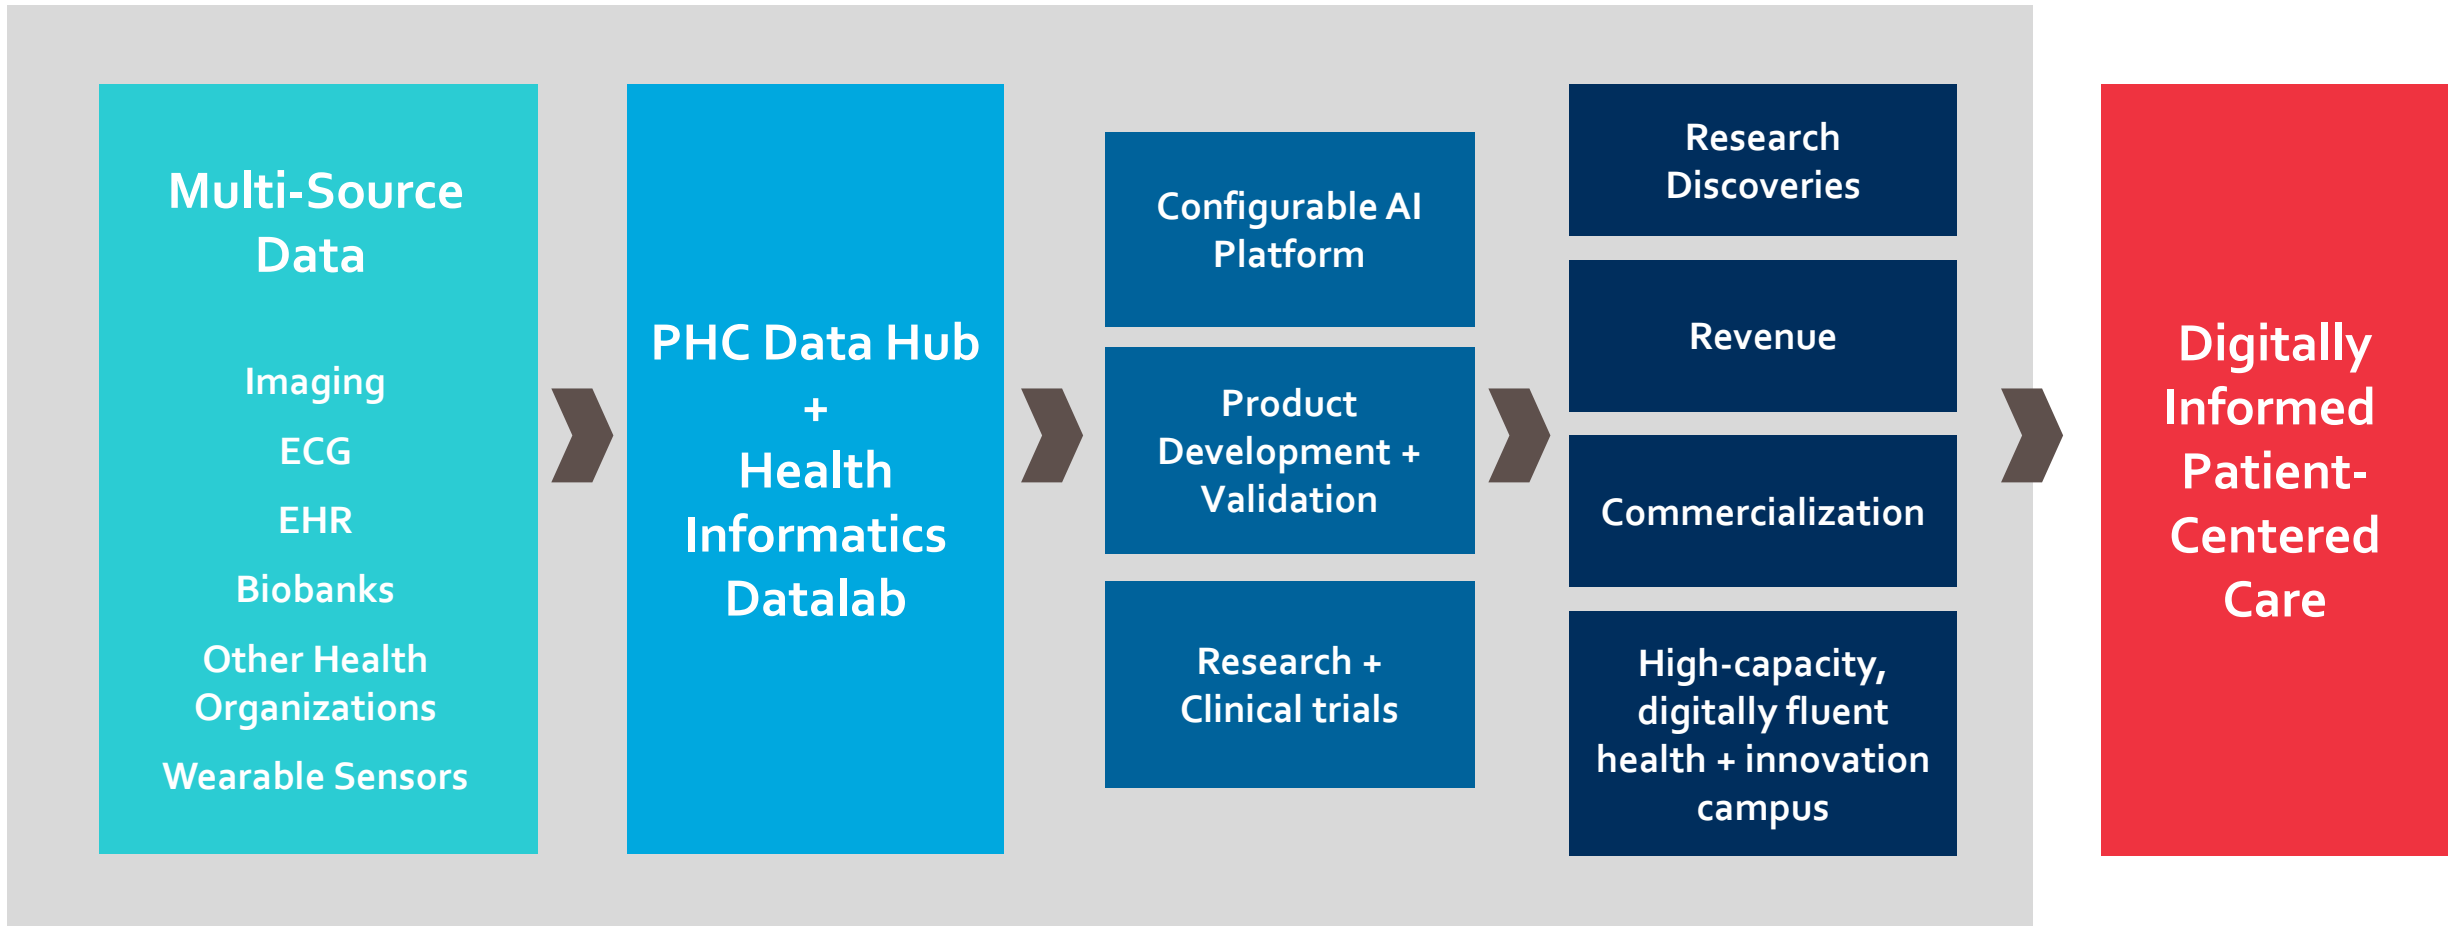 Multi-Source
Data
Imaging
ECG
EHR
Biobanks
Other Health
Organizations
Wearable Sensors
PHC Data Hub
+
Health
Informatics
Datalab
Configurable AI
Platform
Product
Development +
Validation
Research +
Clinical trials
Research
Discoveries
Revenue
Commercialization
High-capacity,
digitally fluent
health + innovation
campus
Digitally
Informed
Patient-
Centered
Care